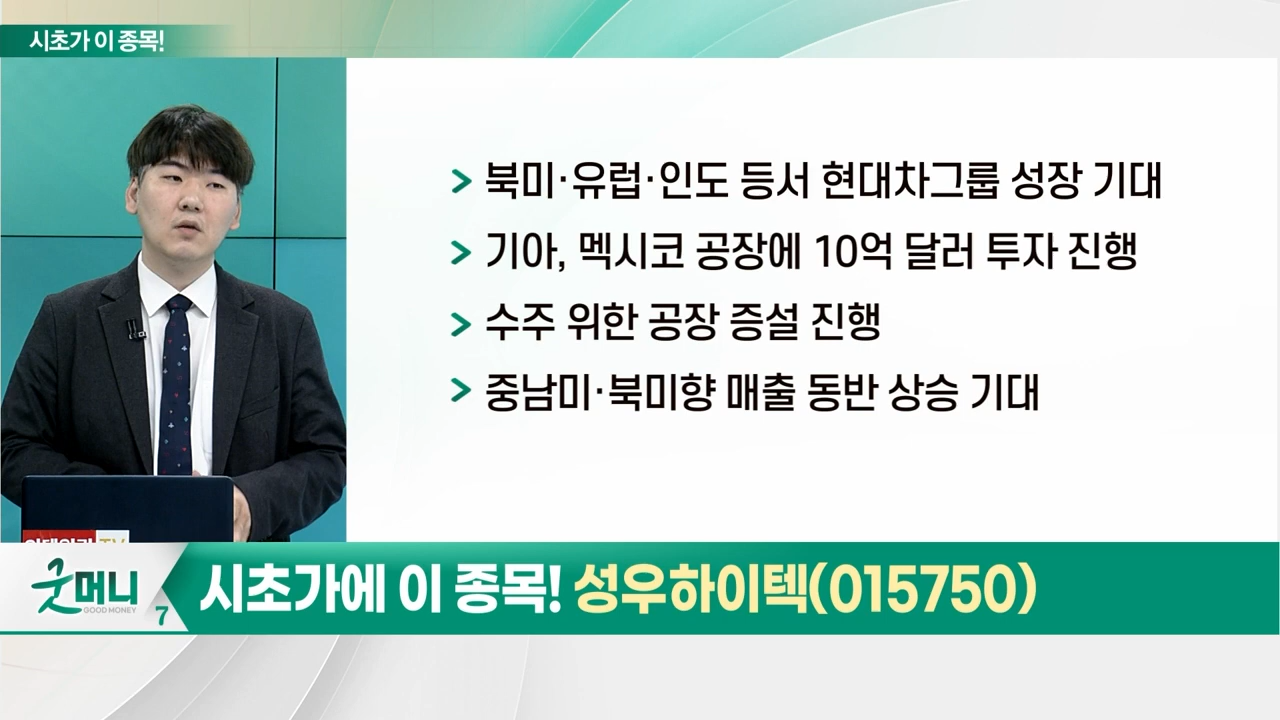 시초가 이 종목!
> 북미·유럽·인도 등서 현대차그룹 성장 기대
> 기아, 멕시코 공장에 10억 달러 투자 진행
> 수주 위한 공장 증설 진행
> 중남미·북미향 매출 동반 상승 기대
TV
굿머니
GOOD MONEY
7
시초가에 이 종목! 성우하이텍(015750)